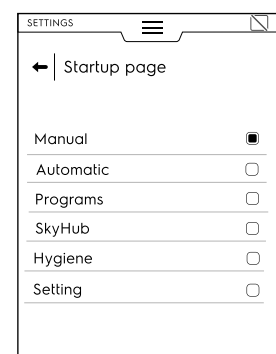 SETTINGS
Startup page
Manual
Automatic
Programs
SkyHub
Hygiene
Setting